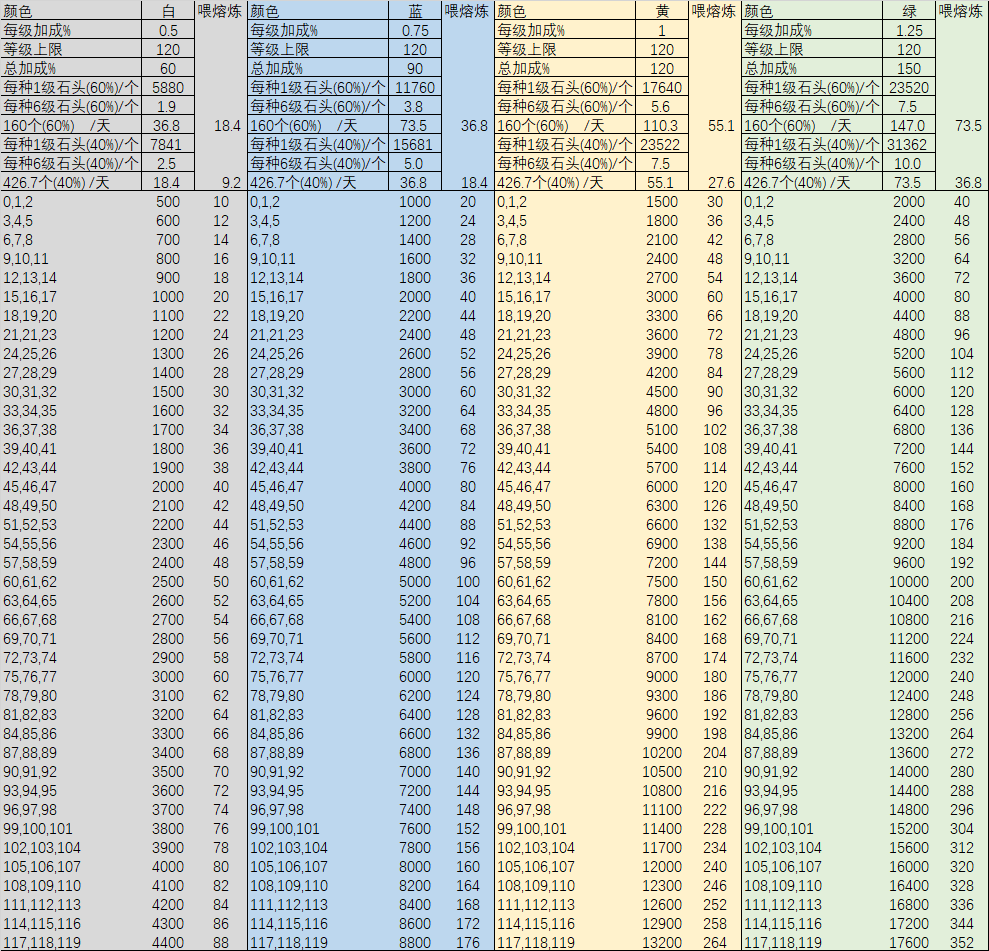 颜色 白 喂熔炼 颜色 蓝 喂熔炼 颜色 黄 喂熔炼 颜色 绿 喂熔炼
每级加成% 0.5 每级加成% 0.75 每级加成% 1 每级加成% 1.25
等级上限 120 等级上限 120 等级上限 120 等级上限 120
总加成% 60 总加成% 90 总加成% 120 总加成% 150
每种1级石头(60%)/个 5880 每种1级石头(60%)/个 11760 每种1级石头(60%)/个 17640 每种1级石头(60%)/个 23520
每种6级石头(60%)/个 1.9 每种6级石头(60%)/个 3.8 每种6级石头(60%)/个 5.6 每种6级石头(60%)/个 7.5
160个(60%) /天 36.8 18.4 160个(60%) /天 73.5 36.8 160个(60%) /天 110.3 55.1 160个(60%) /天 147.0 73.5
每种1级石头(40%)/个 7841 每种1级石头(40%)/个 15681 每种1级石头(40%)/个 23522 每种1级石头(40%)/个 31362
每种6级石头(40%)/个 2.5 每种6级石头(40%)/个 5.0 每种6级石头(40%)/个 7.5 每种6级石头(40%)/个 10.0
426.7个(40%) /天 18.4 9.2 426.7个(40%) /天 36.8 18.4 426.7个(40%) /天 55.1 27.6 426.7个(40%) /天 73.5 36.8
0,1,2 500 10 0,1,2 1000 20 0,1,2 1500 30 0,1,2 2000 40
3,4,5 600 12 3,4,5 1200 24 3,4,5 1800 36 3,4,5 2400 48
6,7,8 700 14 6,7,8 1400 28 6,7,8 2100 42 6,7,8 2800 56
9,10,11 800 16 9,10,11 1600 32 9,10,11 2400 48 9,10,11 3200 64
12,13,14 900 18 12,13,14 1800 36 12,13,14 2700 54 12,13,14 3600 72
15,16,17 1000 20 15,16,17 2000 40 15,16,17 3000 60 15,16,17 4000 80
18,19,20 1100 22 18,19,20 2200 44 18,19,20 3300 66 18,19,20 4400 88
21,21,23 1200 24 21,21,23 2400 48 21,21,23 3600 72 21,21,23 4800 96
24,25,26 1300 26 24,25,26 2600 52 24,25,26 3900 78 24,25,26 5200 104
27,28,29 1400 28 27,28,29 2800 56 27,28,29 4200 84 27,28,29 5600 112
30,31,32 1500 30 30,31,32 3000 60 30,31,32 4500 90 30,31,32 6000 120
33,34,35 1600 32 33,34,35 3200 64 33,34,35 4800 96 33,34,35 6400 128
36,37,38 1700 34 36,37,38 3400 68 36,37,38 5100 102 36,37,38 6800 136
39,40,41 1800 36 39,40,41 3600 72 39,40,41 5400 108 39,40,41 7200 144
42,43,44 1900 38 42,43,44 3800 76 42,43,44 5700 114 42,43,44 7600 152
45,46,47 2000 40 45,46,47 4000 80 45,46,47 6000 120 45,46,47 8000 160
48,49,50 2100 42 48,49,50 4200 84 48,49,50 6300 126 48,49,50 8400 168
51,52,53 2200 44 51,52,53 4400 88 51,52,53 6600 132 51,52,53 8800 176
54,55,56 2300 46 54,55,56 4600 92 54,55,56 6900 138 54,55,56 9200 184
57,58,59 2400 48 57,58,59 4800 96 57,58,59 7200 144 57,58,59 9600 192
60,61,62 2500 50 60,61,62 5000 100 60,61,62 7500 150 60,61,62 10000 200
63,64,65 2600 52 63,64,65 5200 104 63,64,65 7800 156 63,64,65 10400 208
66,67,68 2700 54 66,67,68 5400 108 66,67,68 8100 162 66,67,68 10800 216
69,70,71 2800 56 69,70,71 5600 112 69,70,71 8400 168 69,70,71 11200 224
72,73,74 2900 58 72,73,74 5800 116 72,73,74 8700 174 72,73,74 11600 232
75,76,77 3000 60 75,76,77 6000 120 75,76,77 9000 180 75,76,77 12000 240
78,79,80 3100 62 78,79,80 6200 124 78,79,80 9300 186 78,79,80 12400 248
81,82,83 3200 64 81,82,83 6400 128 81,82,83 9600 192 81,82,83 12800 256
84,85,86 3300 66 84,85,86 6600 132 84,85,86 9900 198 84,85,86 13200 264
87,88,89 3400 68 87,88,89 6800 136 87,88,89 10200 204 87,88,89 13600 272
90,91,92 3500 70 90,91,92 7000 140 90,91,92 10500 210 90,91,92 14000 280
93,94,95 3600 72 93,94,95 7200 144 93,94,95 10800 216 93,94,95 14400 288
96,97,98 3700 74 96,97,98 7400 148 96,97,98 11100 222 96,97,98 14800 296
99,100,101 3800 76 99,100,101 7600 152 99,100,101 11400 228 99,100,101 15200 304
102,103,104 3900 78 102,103,104 7800 156 102,103,104 11700 234 102,103,104 15600 312
105,106,107 4000 80 105,106,107 8000 160 105,106,107 12000 240 105,106,107 16000 320
108,109,110 4100 82 108,109,110 8200 164 108,109,110 12300 246 108,109,110 16400 328
111,112,113 4200 84 111,112,113 8400 168 111,112,113 12600 252 111,112,113 16800 336
114,115,116 4300 86 114,115,116 8600 172 114,115,116 12900 258 114,115,116 17200 344
117,118,119 4400 88 117,118,119 8800 176 117,118,119 13200 264 117,118,119 17600 352